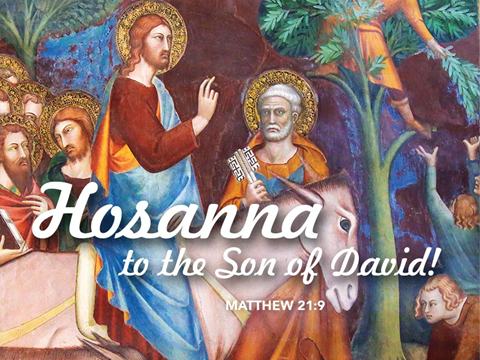 Hosanna
to the Son of David!
MATTHEW 21:9